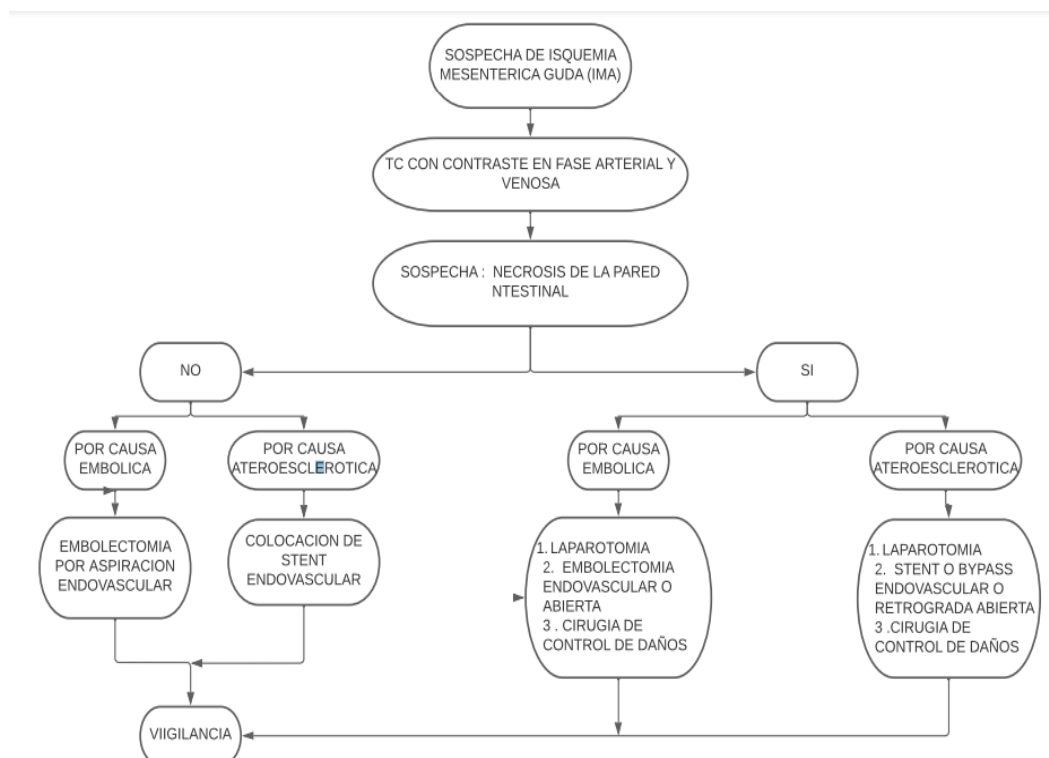 SOSPECHA DE ISQUEMIA
MESENTERICA GUDA (IMA)
TC CON CONTRASTE EN FASE ARTERIAL Y
VENOSA
SOSPECHA : NECROSIS DE LA PARED
NTESTINAL
NO
SI
POR CAUSA
EMBOLICA
POR CAUSA
ATEROESCLEROTICA
POR CAUSA
EMBOLICA
POR CAUSA
ATEROESCLEROTICA
EMBOLECTOMIA
POR ASPIRACION
ENDOVASCULAR
COLOCACION DE
STENT
ENDOVASCULAR
1. LAPAROTOMIA
2. EMBOLECTOMIA
ENDOVASCULAR O
ABIERTA
3 . CIRUGIA DE
CONTROL DE DAÑOS
1. LAPAROTOMIA
2. STENT O BYPASS
ENDOVASCULAR O
RETROGRADA ABIERTA
3 .CIRUGIA DE
CONTROL DE DAÑOS
VIIGILANCIA